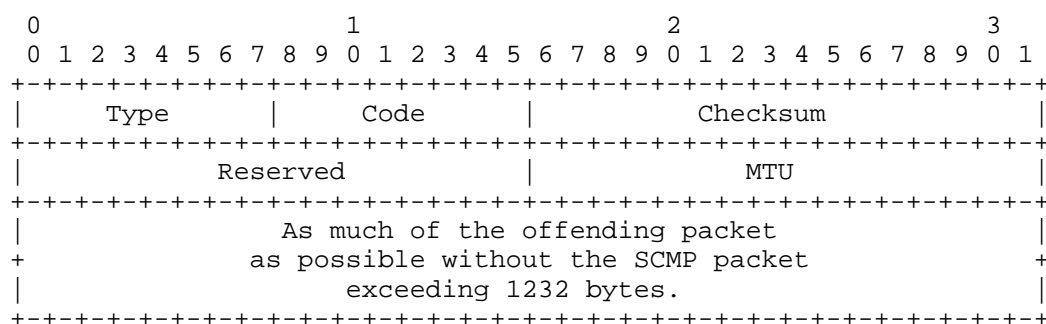 0                   1                   2                   3
 0 1 2 3 4 5 6 7 8 9 0 1 2 3 4 5 6 7 8 9 0 1 2 3 4 5 6 7 8 9 0 1
+-+-+-+-+-+-+-+-+-+-+-+-+-+-+-+-+-+-+-+-+-+-+-+-+-+-+-+-+-+-+-+-+
|     Type      |     Code      |          Checksum             |
+-+-+-+-+-+-+-+-+-+-+-+-+-+-+-+-+-+-+-+-+-+-+-+-+-+-+-+-+-+-+-+-+
|            Reserved           |             MTU               |
+-+-+-+-+-+-+-+-+-+-+-+-+-+-+-+-+-+-+-+-+-+-+-+-+-+-+-+-+-+-+-+-+
|                As much of the offending packet                |
+              as possible without the SCMP packet              +
|                    exceeding 1232 bytes.                      |
+-+-+-+-+-+-+-+-+-+-+-+-+-+-+-+-+-+-+-+-+-+-+-+-+-+-+-+-+-+-+-+-+